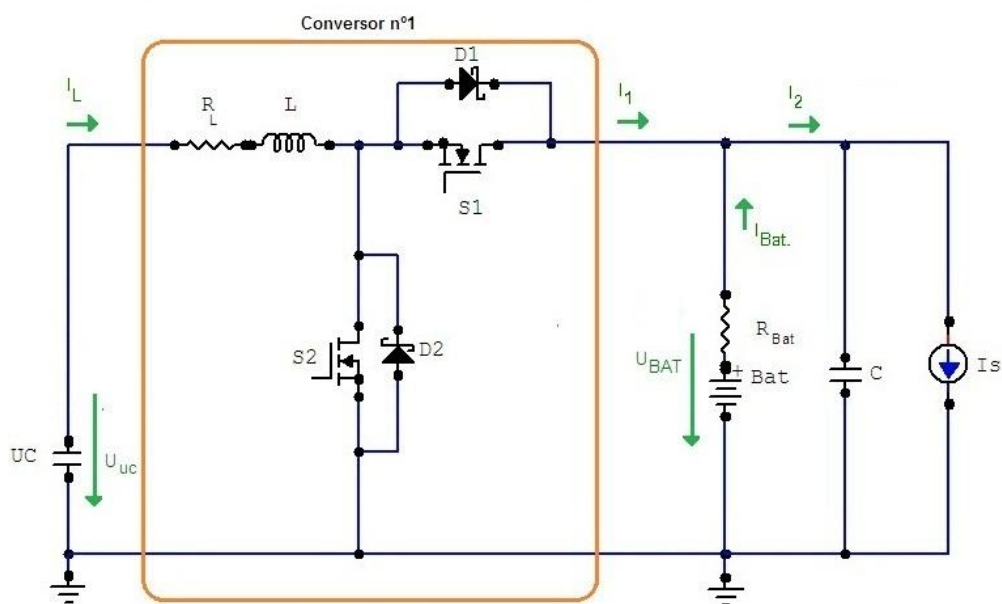 Conversor nº1
D1
I_L
R_L
L
I_1
I_2
S1
I_Bat.
S2
D2
U_BAT
R_Bat
+
Bat
C
Is
UC
U_uc